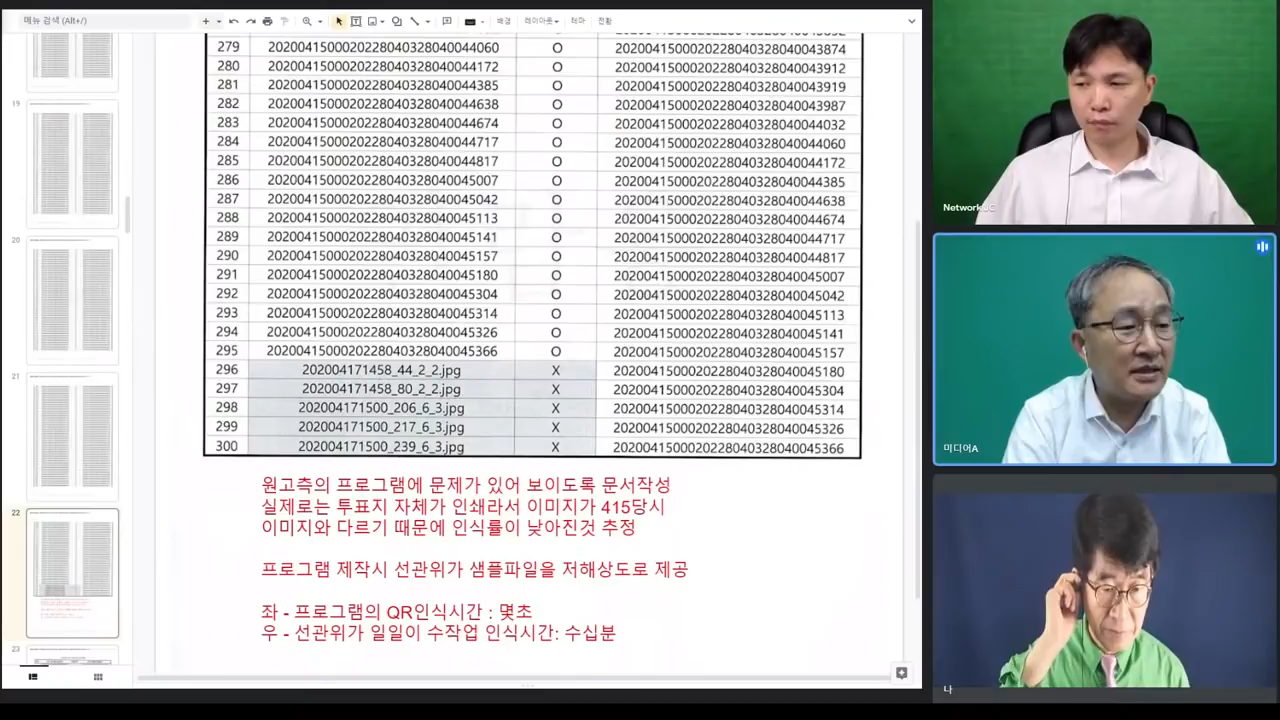 메뉴 검색 (Alt+/)
배경
레이아웃
테마
전환
19
20
21
22
23
279 2020041500020228040328040044060 O 2020041500020228040328040043874
280 2020041500020228040328040044172 O 2020041500020228040328040043912
281 2020041500020228040328040044385 O 2020041500020228040328040043919
282 2020041500020228040328040044638 O 2020041500020228040328040043987
283 2020041500020228040328040044674 O 2020041500020228040328040044032
284 2020041500020228040328040044717 O 2020041500020228040328040044060
285 2020041500020228040328040044817 O 2020041500020228040328040044172
286 2020041500020228040328040045007 O 2020041500020228040328040044385
287 2020041500020228040328040045042 O 2020041500020228040328040044638
288 2020041500020228040328040045113 O 2020041500020228040328040044674
289 2020041500020228040328040045141 O 2020041500020228040328040044717
290 2020041500020228040328040045157 O 2020041500020228040328040044817
291 2020041500020228040328040045180 O 2020041500020228040328040045007
292 2020041500020228040328040045304 O 2020041500020228040328040045042
293 2020041500020228040328040045314 O 2020041500020228040328040045113
294 2020041500020228040328040045326 O 2020041500020228040328040045141
295 2020041500020228040328040045366 O 2020041500020228040328040045157
296 202004171458_44_2_2.jpg X 2020041500020228040328040045180
297 202004171458_80_2_2.jpg X 2020041500020228040328040045304
298 202004171500_206_6_3.jpg X 2020041500020228040328040045314
299 202004171500_217_6_3.jpg X 2020041500020228040328040045326
300 202004171500_239_6_3.jpg X 2020041500020228040328040045366
원고측의 프로그램에 문제가 있어 보이도록 문서작성
실제로는 투표지 자체가 인쇄라서 이미지가 415당시
이미지와 다르기 때문에 인식률이 낮아진것 추정
프로그램 제작시 선관위가 샘플파일을 저해상도로 제공
좌 - 프로그램의 QR인식시간 : 몇초
우 - 선관위가 일일이 수작업 인식시간: 수십분
Network JC
미디어A
나